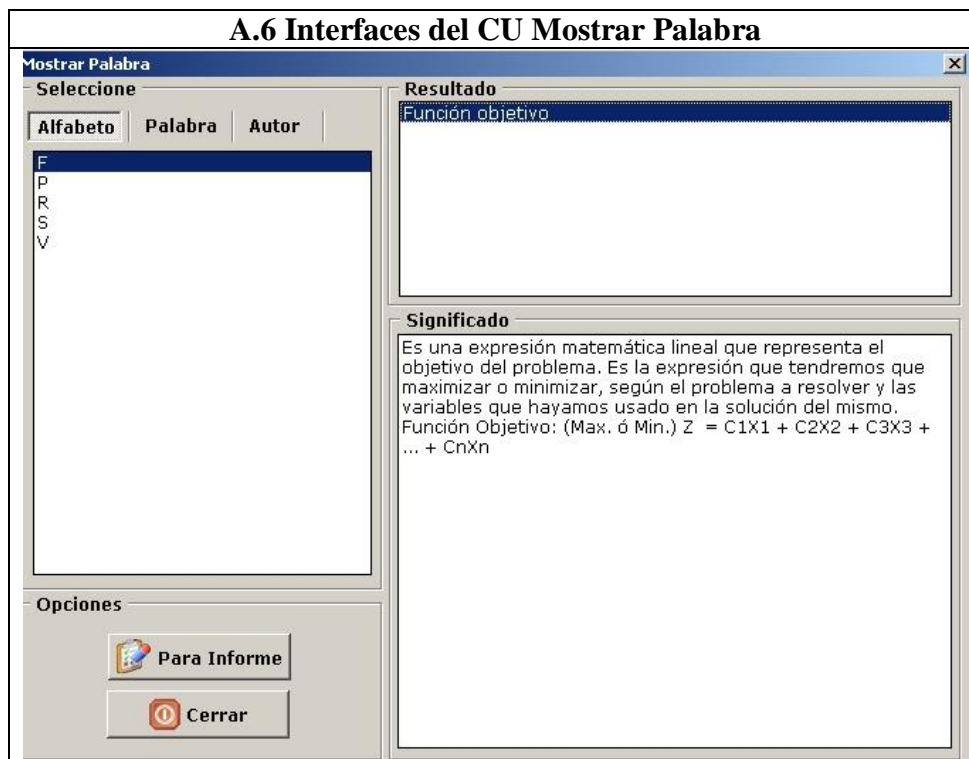 A.6 Interfaces del CU Mostrar Palabra
Mostrar Palabra
Seleccione
Alfabeto Palabra Autor
F
P
R
S
V
Opciones
Para Informe
Cerrar
Resultado
Función objetivo
Significado
Es una expresión matemática lineal que representa el
objetivo del problema. Es la expresión que tendremos que
maximizar o minimizar, según el problema a resolver y las
variables que hayamos usado en la solución del mismo.
Función Objetivo: (Max. ó Min.) Z = C1X1 + C2X2 + C3X3 +
... + CnXn